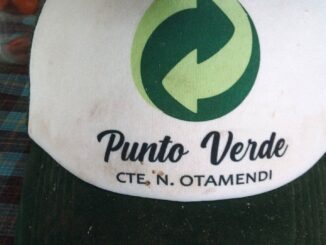 Punto Verde
CTE. N. OTAMENDI